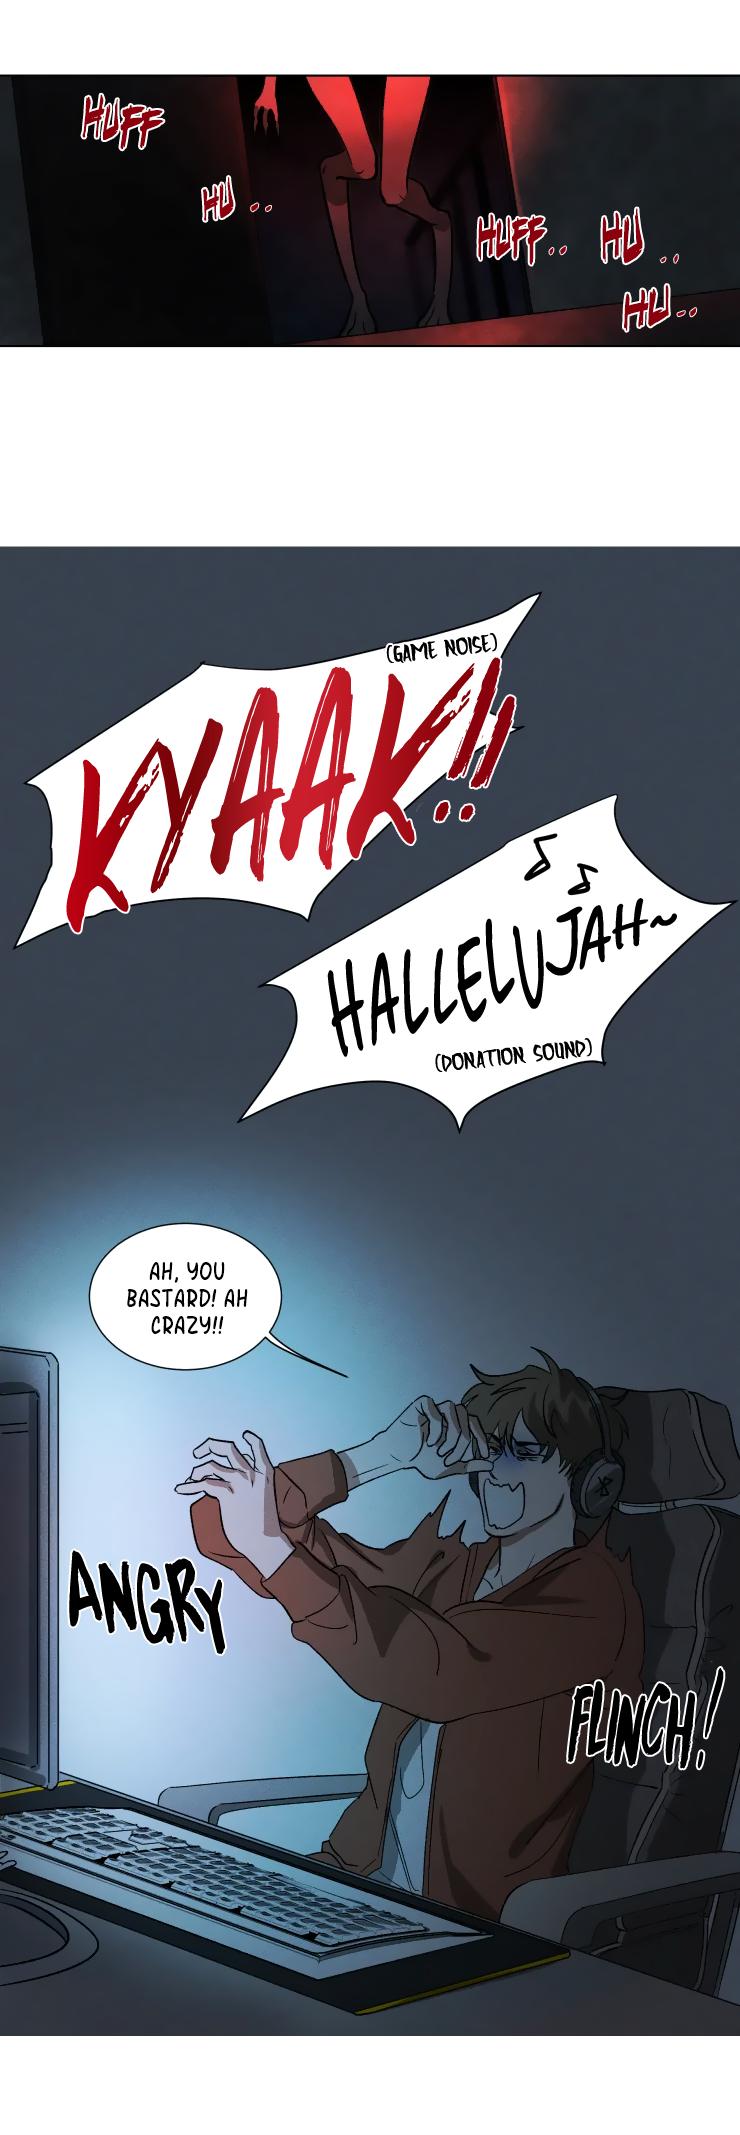 HUFF
HU..
HUFF.. HU..
HU..
(GAME NOISE)
KYAAK!!
HALLELUJAH~
(DONATION SOUND)
AH, YOU
BASTARD! AH
CRAZY!!
ANGRY
FLINCH!